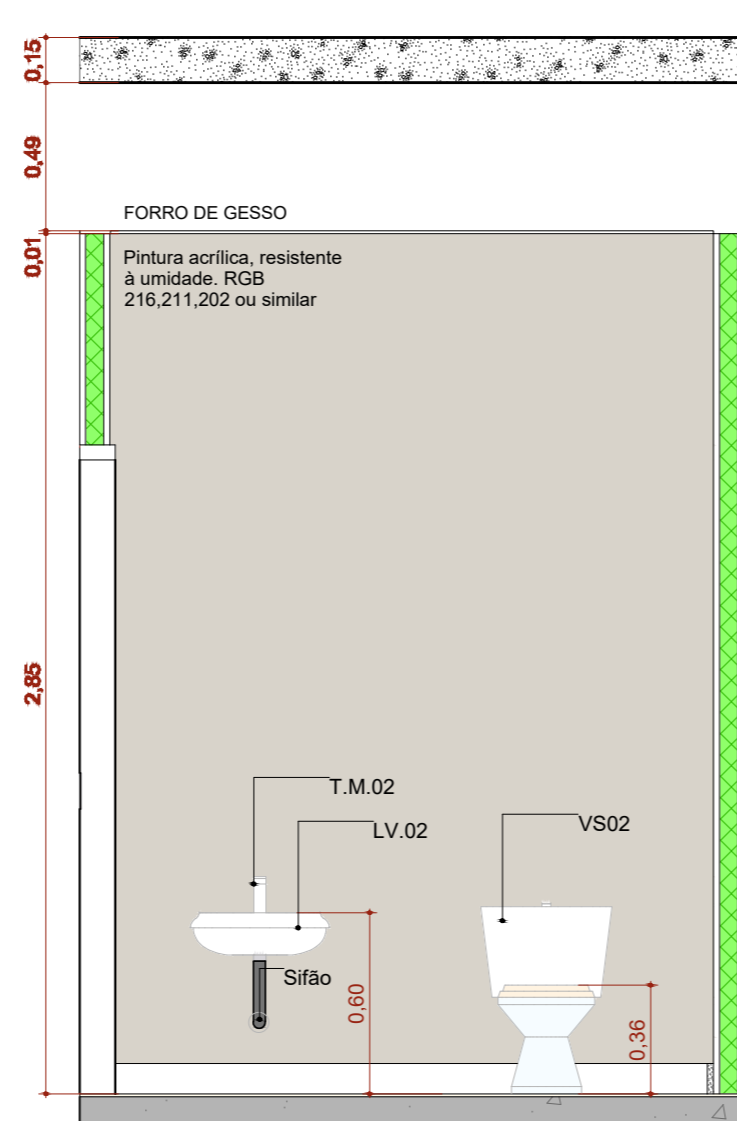 0,15
0,49
FORRO DE GESSO
0,01
Pintura acrílica, resistente
à umidade. RGB
216,211,202 ou similar
2,85
T.M.02
LV.02
VS02
Sifão
0,60
0,36